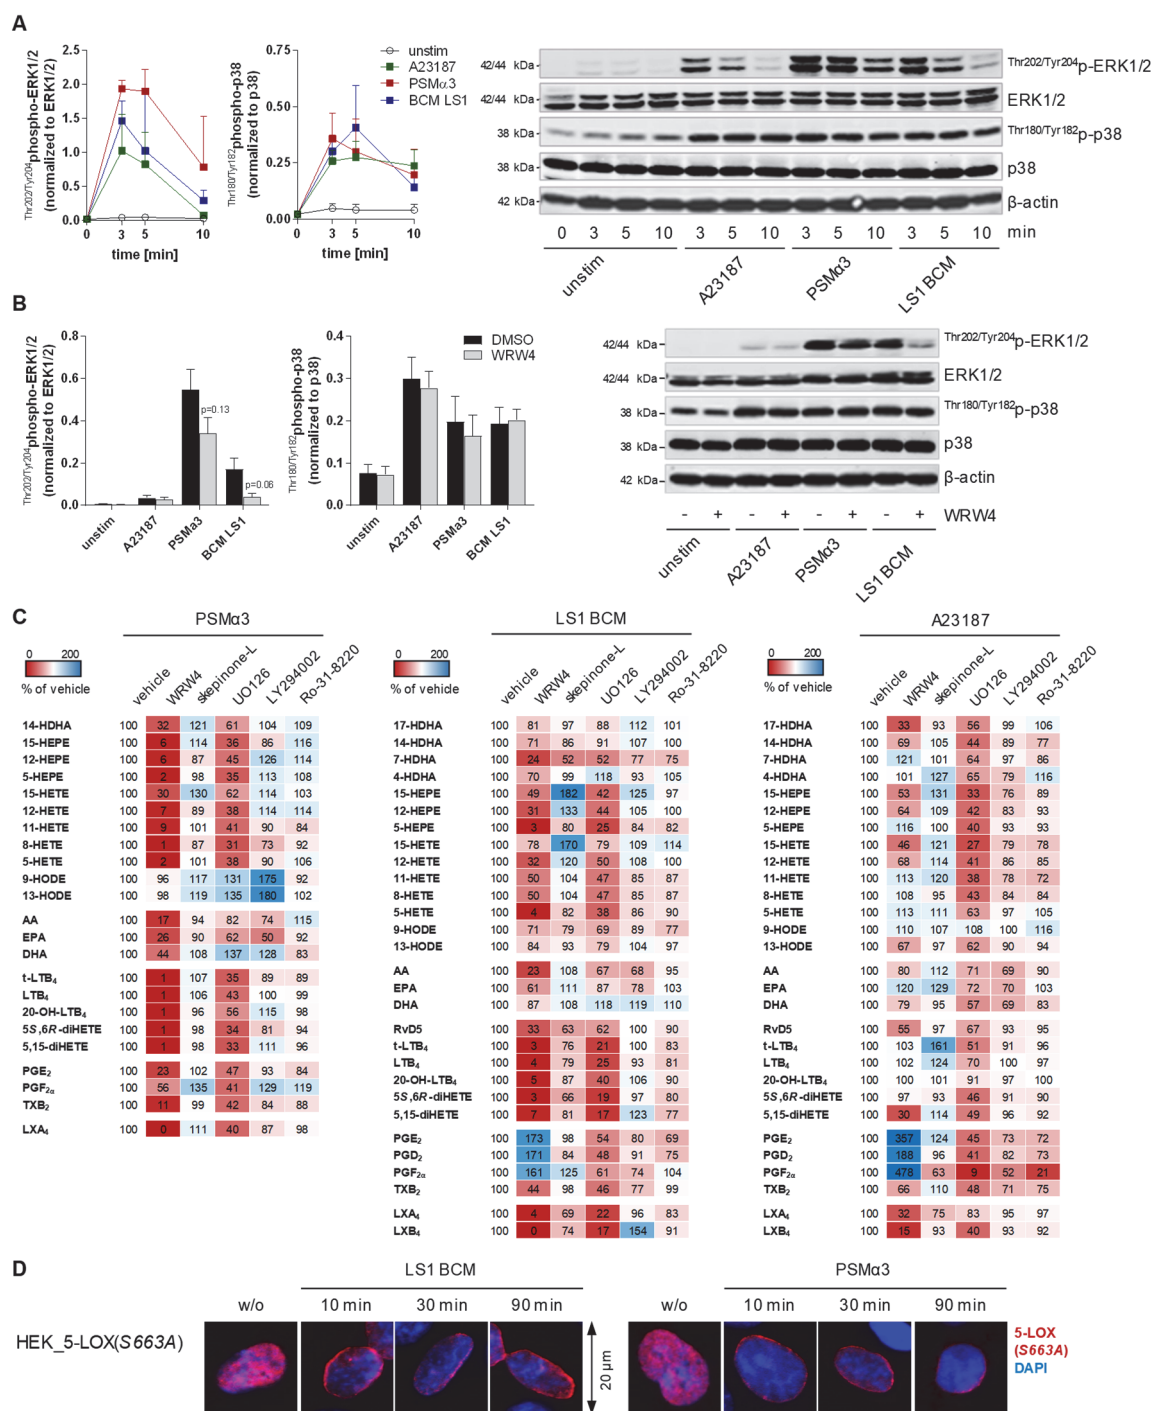 A
Thr202/Tyr204phospho-ERK1/2
(normalized to ERK1/2)
2.5
2.0
1.5
1.0
0.5
0.0
0 3 5 10
time [min]
Thr180/Tyr182phospho-p38
(normalized to p38)
0.75
0.50
0.25
0.00
0 3 5 10
time [min]
unstim
A23187
PSMα3
BCM LS1
42/44 kDa Thr202/Tyr204p-ERK1/2
42/44 kDa ERK1/2
38 kDa Thr180/Tyr182p-p38
38 kDa p38
42 kDa β-actin
0 3 5 10 3 5 10 3 5 10 3 5 10 min
unstim A23187 PSMα3 LS1 BCM
B
Thr202/Tyr204phospho-ERK1/2
(normalized to ERK1/2)
0.8
0.6
0.4
0.2
0.0
p=0.13
p=0.06
unstim A23187 PSMa3 BCM LS1
Thr180/Tyr182phospho-p38
(normalized to p38)
0.4
0.3
0.2
0.1
0.0
unstim A23187 PSMa3 BCM LS1
DMSO
WRW4
42/44 kDa Thr202/Tyr204p-ERK1/2
42/44 kDa ERK1/2
38 kDa Thr180/Tyr182p-p38
38 kDa p38
42 kDa β-actin
- + - + - + - + WRW4
unstim A23187 PSMα3 LS1 BCM
C
PSMα3
0 200
% of vehicle
vehicle WRW4 skepinone-L UO126 LY294002 Ro-31-8220
14-HDHA 100 32 121 61 104 109
15-HEPE 100 6 114 36 86 116
12-HEPE 100 6 87 45 126 114
5-HEPE 100 2 98 35 113 108
15-HETE 100 30 130 62 114 103
12-HETE 100 7 89 38 114 114
11-HETE 100 9 101 41 90 84
8-HETE 100 1 87 31 73 92
5-HETE 100 2 101 38 90 106
9-HODE 100 96 117 131 175 92
13-HODE 100 98 119 135 180 102
AA 100 17 94 82 74 115
EPA 100 26 90 62 50 92
DHA 100 44 108 137 128 83
t-LTB4 100 1 107 35 89 89
LTB4 100 1 106 43 100 99
20-OH-LTB4 100 1 96 56 115 98
5S,6R-diHETE 100 1 98 34 81 94
5,15-diHETE 100 1 98 33 111 96
PGE2 100 23 102 47 93 84
PGF2α 100 56 135 41 129 119
TXB2 100 11 99 42 84 88
LXA4 100 0 111 40 87 98
LS1 BCM
0 200
% of vehicle
vehicle WRW4 skepinone-L UO126 LY294002 Ro-31-8220
17-HDHA 100 81 97 88 112 101
14-HDHA 100 71 86 91 107 100
7-HDHA 100 24 52 52 77 75
4-HDHA 100 70 99 118 93 105
15-HEPE 100 49 182 42 125 97
12-HEPE 100 31 133 44 105 100
5-HEPE 100 3 80 25 84 82
15-HETE 100 78 170 79 109 114
12-HETE 100 32 120 50 108 100
11-HETE 100 50 104 47 85 87
8-HETE 100 50 104 47 85 87
5-HETE 100 4 82 38 86 90
9-HODE 100 71 79 69 89 77
13-HODE 100 84 93 79 104 97
AA 100 23 108 67 68 95
EPA 100 61 111 87 78 103
DHA 100 87 108 118 119 110
RvD5 100 33 63 62 100 90
t-LTB4 100 3 76 21 100 83
LTB4 100 4 79 25 93 81
20-OH-LTB4 100 5 87 40 106 90
5S,6R-diHETE 100 3 66 19 97 80
5,15-diHETE 100 7 81 17 123 77
PGE2 100 173 98 54 80 69
PGD2 100 171 84 48 91 75
PGF2α 100 161 125 61 74 104
TXB2 100 44 98 46 77 99
LXA4 100 4 69 22 96 83
LXB4 100 0 74 17 154 91
A23187
0 200
% of vehicle
vehicle WRW4 skepinone-L UO126 LY294002 Ro-31-8220
17-HDHA 100 33 93 56 99 106
14-HDHA 100 69 105 44 89 77
7-HDHA 100 121 101 64 97 86
4-HDHA 100 101 127 65 79 116
15-HEPE 100 53 131 33 76 89
12-HEPE 100 64 109 42 83 93
5-HEPE 100 116 100 40 93 93
15-HETE 100 46 121 27 79 78
12-HETE 100 68 114 41 86 85
11-HETE 100 113 120 38 78 72
8-HETE 100 108 95 43 84 84
5-HETE 100 113 111 63 97 105
9-HODE 100 110 107 108 100 116
13-HODE 100 67 97 62 90 94
AA 100 80 112 71 69 90
EPA 100 120 129 72 70 103
DHA 100 79 95 57 69 83
RvD5 100 55 97 67 93 95
t-LTB4 100 103 161 51 91 96
LTB4 100 102 124 70 100 97
20-OH-LTB4 100 100 101 91 97 100
5S,6R-diHETE 100 97 93 46 91 90
5,15-diHETE 100 30 114 49 96 92
PGE2 100 357 124 45 73 72
PGD2 100 188 96 41 82 73
PGF2α 100 478 63 9 52 21
TXB2 100 66 110 48 71 75
LXA4 100 32 75 83 95 97
LXB4 100 15 93 40 93 92
D
LS1 BCM
w/o 10 min 30 min 90 min
PSMα3
w/o 10 min 30 min 90 min
HEK_5-LOX(S663A)
20 µm
5-LOX
(S663A)
DAPI